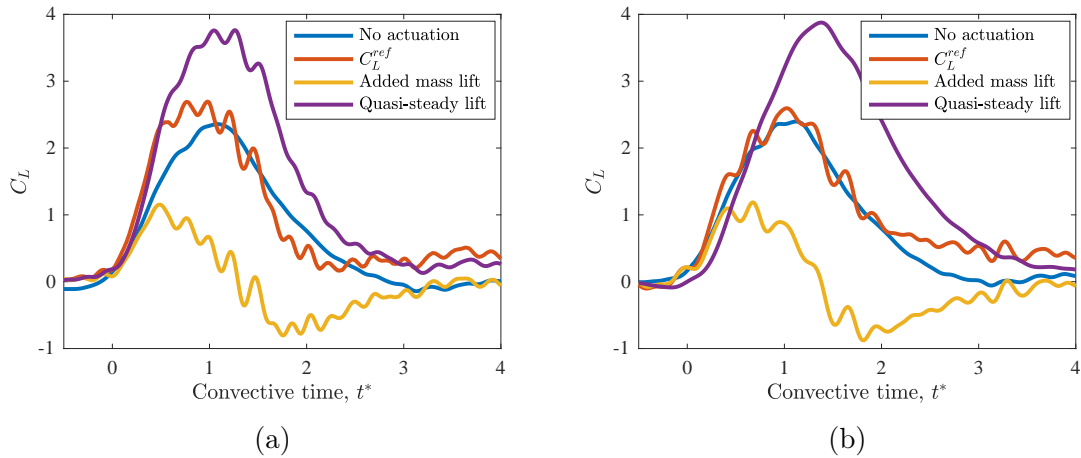 No actuation
C_L^{ref}
Added mass lift
Quasi-steady lift
4
3
2
1
0
-1
C_L
0 1 2 3 4
Convective time, t*
(a)
No actuation
C_L^{ref}
Added mass lift
Quasi-steady lift
4
3
2
1
0
-1
C_L
0 1 2 3 4
Convective time, t*
(b)